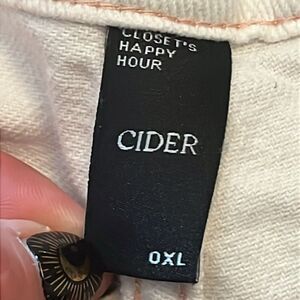 CLOSET'S
HAPPY
HOUR
CIDER
0XL